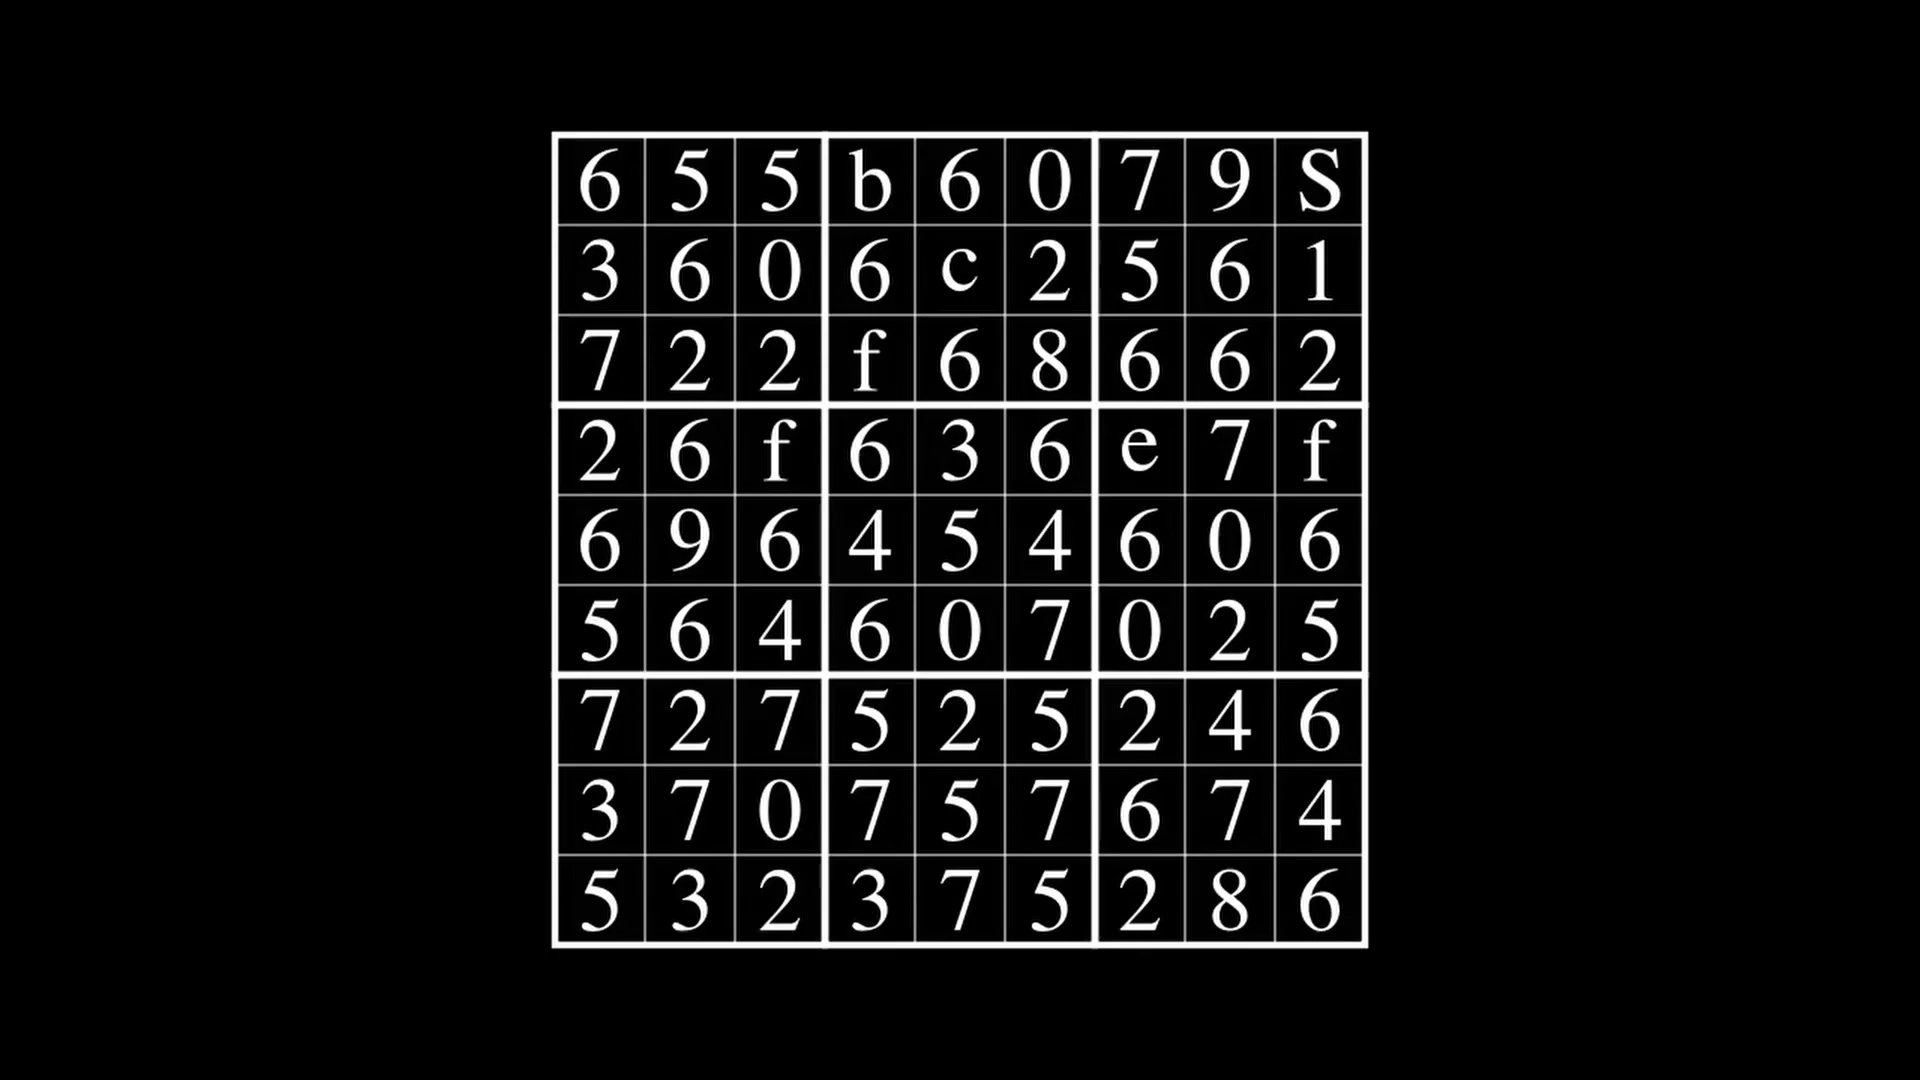 6 5 5 b 6 0 7 9 S
3 6 0 6 c 2 5 6 1
7 2 2 f 6 8 6 6 2
2 6 f 6 3 6 e 7 f
6 9 6 4 5 4 6 0 6
5 6 4 6 0 7 0 2 5
7 2 7 5 2 5 2 4 6
3 7 0 7 5 7 6 7 4
5 3 2 3 7 5 2 8 6